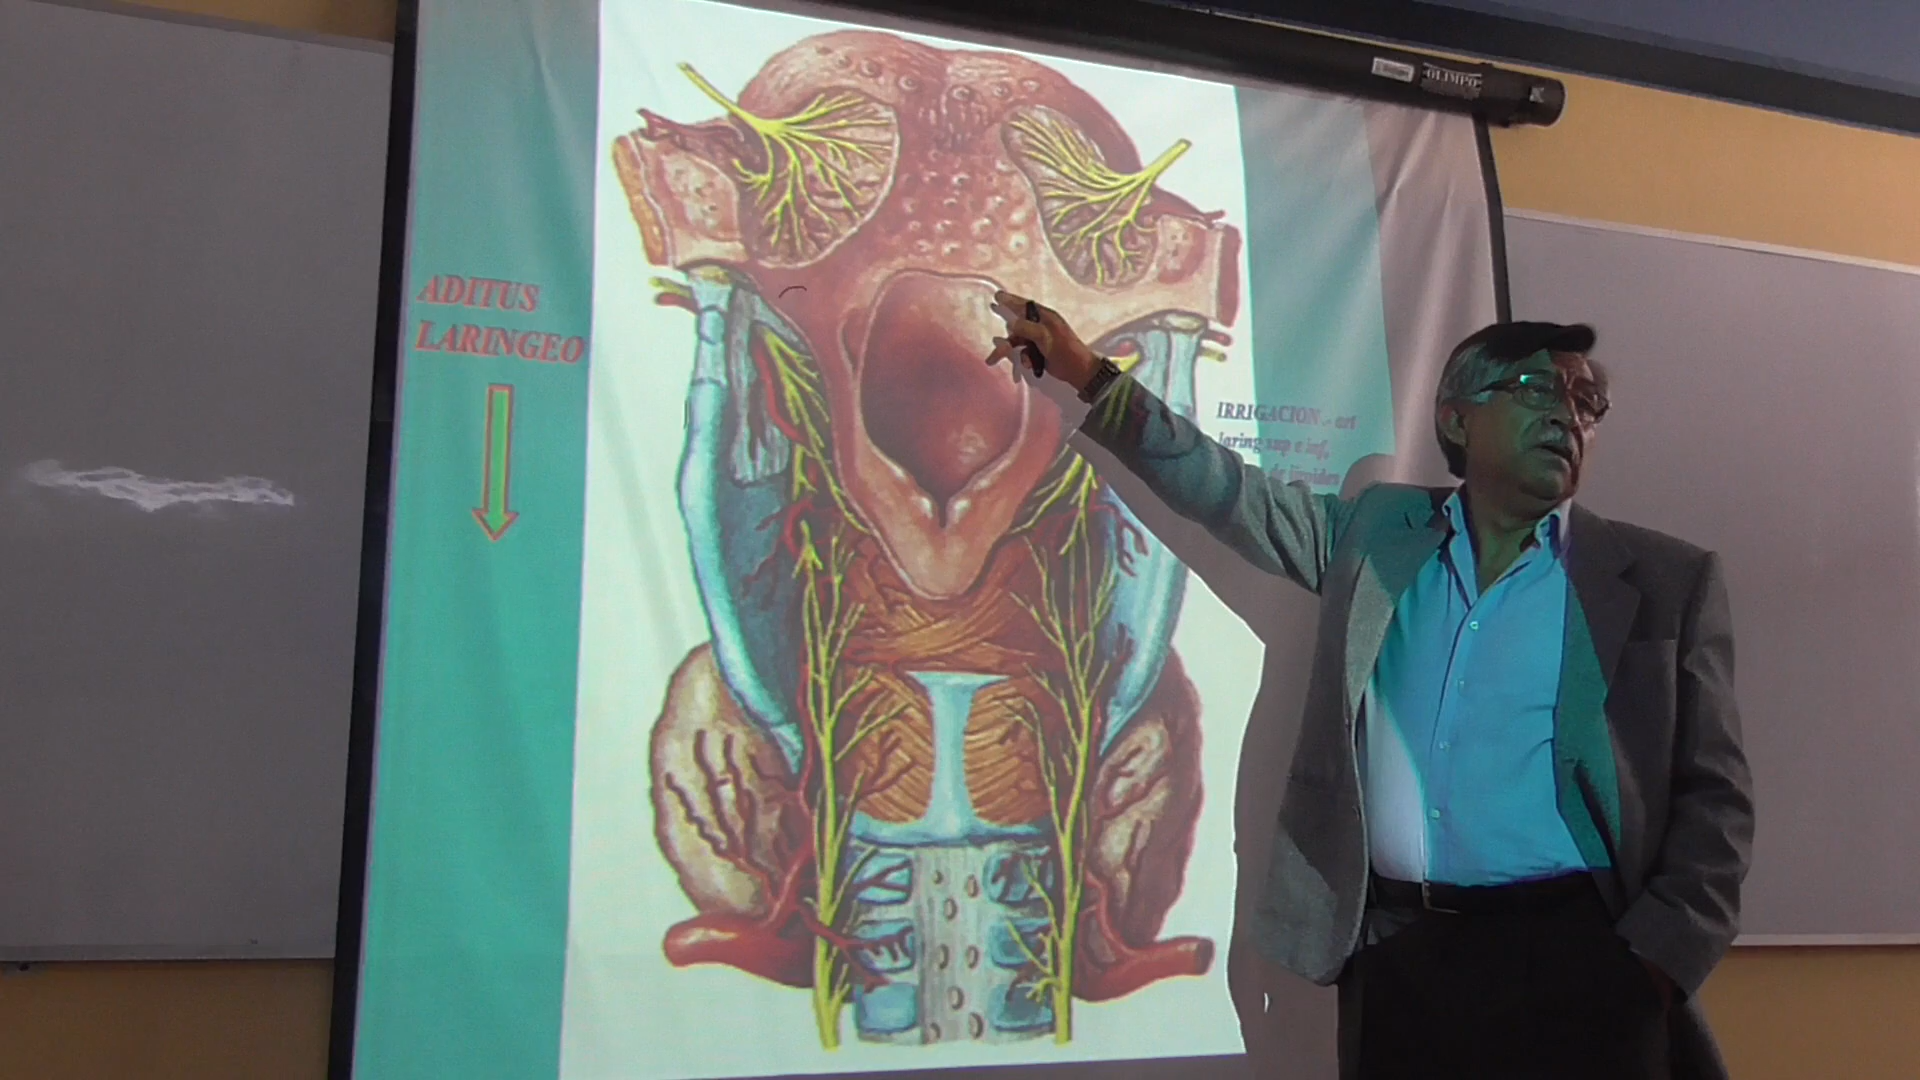 OLIMPO
ADITUS
LARINGEO
IRRIGACION.- art
laring sup e inf,